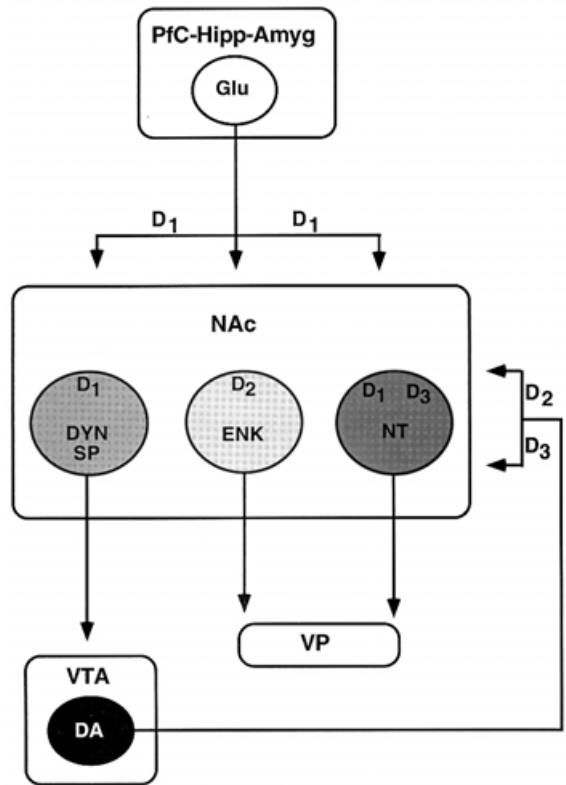 PfC-Hipp-Amyg
Glu
D1 D1
NAc
D1 D2 D1 D3
DYN ENK NT
SP
D2
D3
VP
VTA
DA